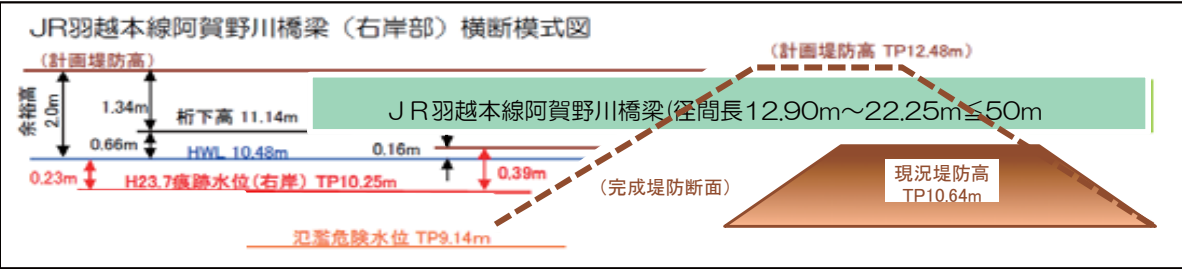 JR羽越本線阿賀野川橋梁（右岸部）横断模式図
(計画堤防高)
(計画堤防高 TP12.48m)
余裕高
2.0m
1.34m
桁下高 11.14m
ＪＲ羽越本線阿賀野川橋梁(径間長12.90m～22.25m≦50m
0.66m
HWL 10.48m
0.16m
0.23m
H23.7痕跡水位(右岸) TP10.25m
0.39m
(完成堤防断面)
現況堤防高
TP10.64m
氾濫危険水位 TP9.14m